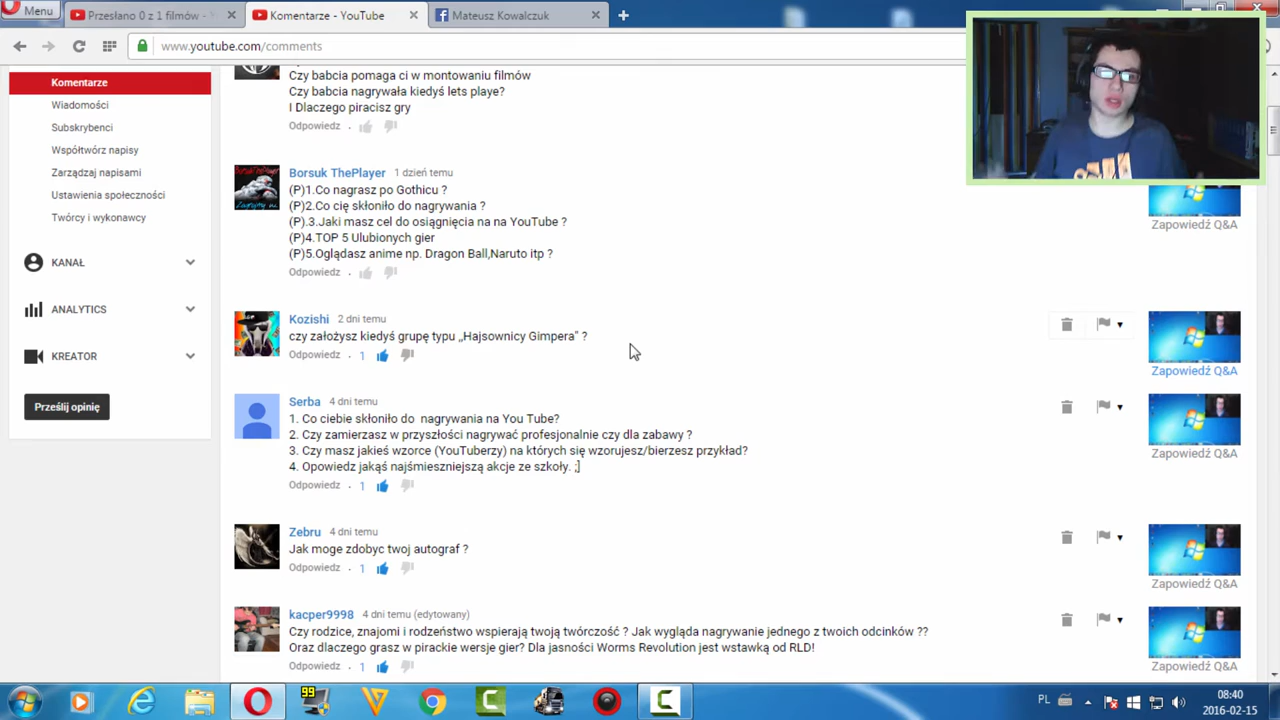 Menu
Przesłano 0 z 1 filmów -
Komentarze - YouTube
Mateusz Kowalczuk
www.youtube.com/comments
Komentarze
Wiadomości
Subskrybenci
Współtwórz napisy
Zarządzaj napisami
Ustawienia społeczności
Twórcy i wykonawcy
KANAŁ
ANALYTICS
KREATOR
Prześlij opinię
Czy babcia pomaga ci w montowaniu filmów
Czy babcia nagrywała kiedyś lets playe?
I Dlaczego piracisz gry
Odpowiedz
Borsuk ThePlayer 1 dzień temu
(P)1.Co nagrasz po Gothicu ?
(P)2.Co cię skłoniło do nagrywania ?
(P).3.Jaki masz cel do osiągnięcia na na YouTube ?
(P)4.TOP 5 Ulubionych gier
(P)5.Oglądasz anime np. Dragon Ball,Naruto itp ?
Odpowiedz
Zapowiedź Q&A
Kozishi 2 dni temu
czy założysz kiedyś grupę typu ,,Hajsownicy Gimpera" ?
Odpowiedz 1
Zapowiedź Q&A
Serba 4 dni temu
1. Co ciebie skłoniło do nagrywania na You Tube?
2. Czy zamierzasz w przyszłości nagrywać profesjonalnie czy dla zabawy ?
3. Czy masz jakieś wzorce (YouTuberzy) na których się wzorujesz/bierzesz przykład?
4. Opowiedz jakąś najśmieszniejszą akcje ze szkoły. ;]
Odpowiedz 1
Zapowiedź Q&A
Zebru 4 dni temu
Jak moge zdobyc twoj autograf ?
Odpowiedz 1
Zapowiedź Q&A
kacper9998 4 dni temu (edytowany)
Czy rodzice, znajomi i rodzeństwo wspierają twoją twórczość ? Jak wygląda nagrywanie jednego z twoich odcinków ??
Oraz dlaczego grasz w pirackie wersje gier? Dla jasności Worms Revolution jest wstawką od RLD!
Odpowiedz 1
Zapowiedź Q&A
99
PL
08:40
2016-02-15